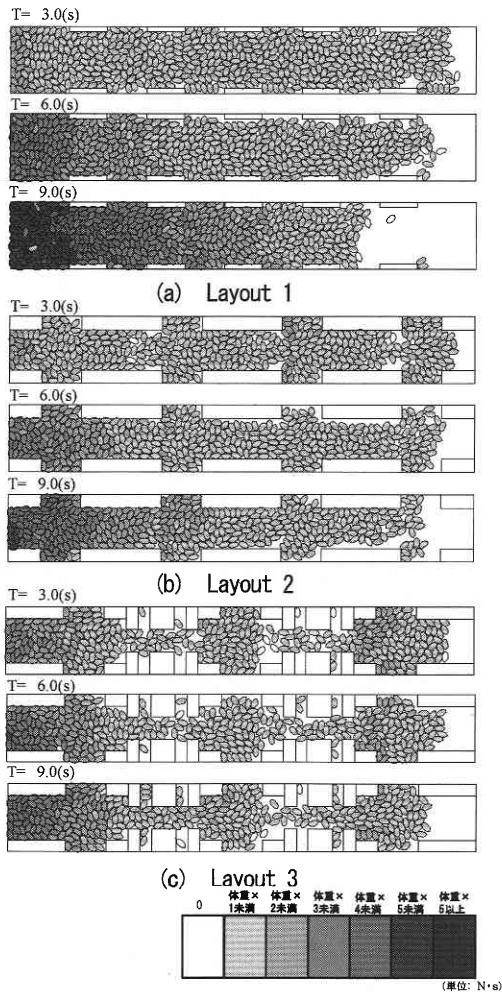 T= 3.0(s)
T= 6.0(s)
T= 9.0(s)
(a) Layout 1
T= 3.0(s)
T= 6.0(s)
T= 9.0(s)
(b) Layout 2
T= 3.0(s)
T= 6.0(s)
T= 9.0(s)
(c) Layout 3
0 体重× 体重× 体重× 体重× 体重× 体重×
1未満 2未満 3未満 4未満 5未満 5以上
(単位: N・s)